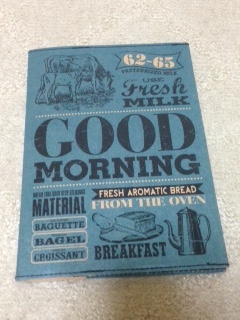 62-65
PASTEURIZED MILK
USE
Fresh
MILK
GOOD
MORNING
MATERIAL
BAGUETTE
BAGEL
CROISSANT
FRESH AROMATIC BREAD
FROM THE OVEN
BREAKFAST